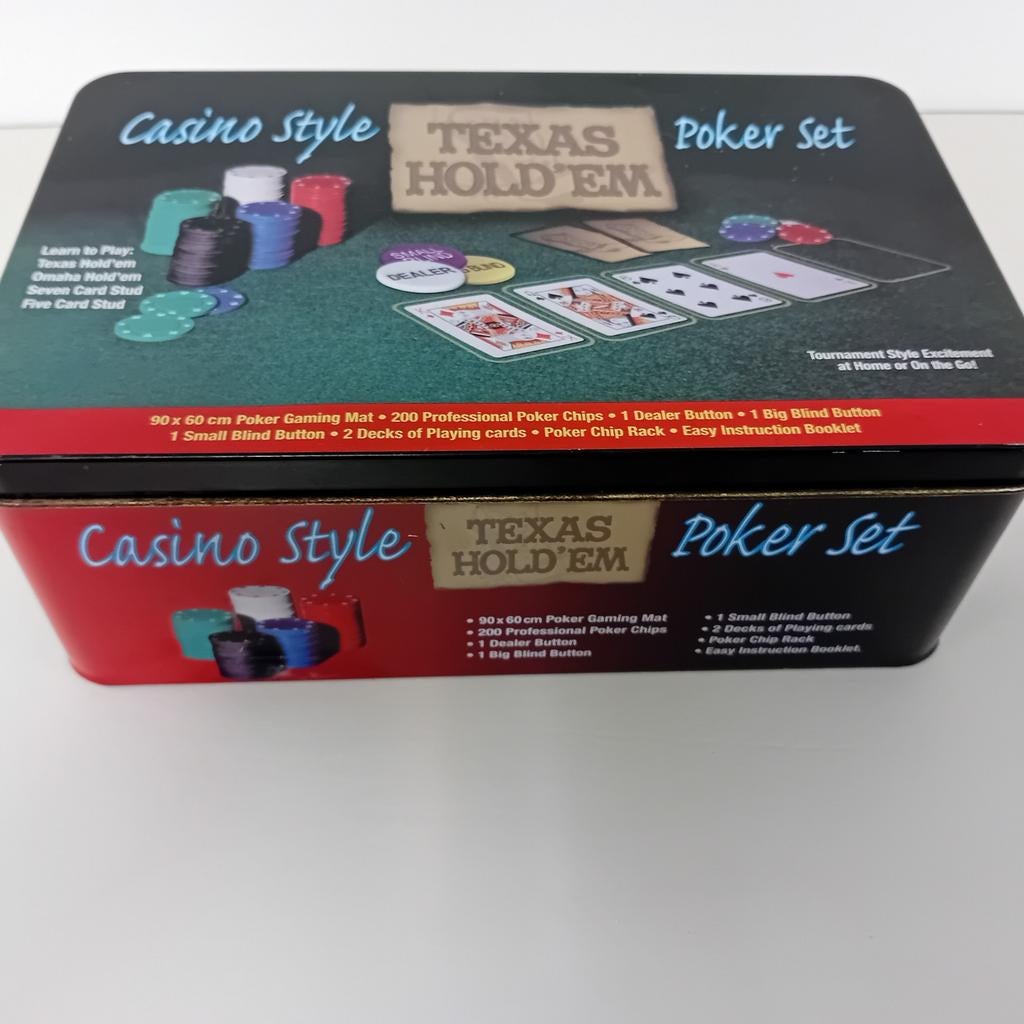 Casino Style
TEXAS
HOLD'EM
Poker Set
Learn to Play:
Texas Hold'em
Omaha Hold'em
Seven Card Stud
Five Card Stud
SMALL
BLIND
DEALER
BLIND
Tournament Style Excitement
at Home or On the Go!
90 x 60 cm Poker Gaming Mat • 200 Professional Poker Chips • 1 Dealer Button • 1 Big Blind Button
1 Small Blind Button • 2 Decks of Playing cards • Poker Chip Rack • Easy Instruction Booklet
Casino Style
TEXAS
HOLD'EM
Poker Set
• 90 x 60 cm Poker Gaming Mat
• 200 Professional Poker Chips
• 1 Dealer Button
• 1 Big Blind Button
• 1 Small Blind Button
• 2 Decks of Playing cards
• Poker Chip Rack
• Easy Instruction Booklet